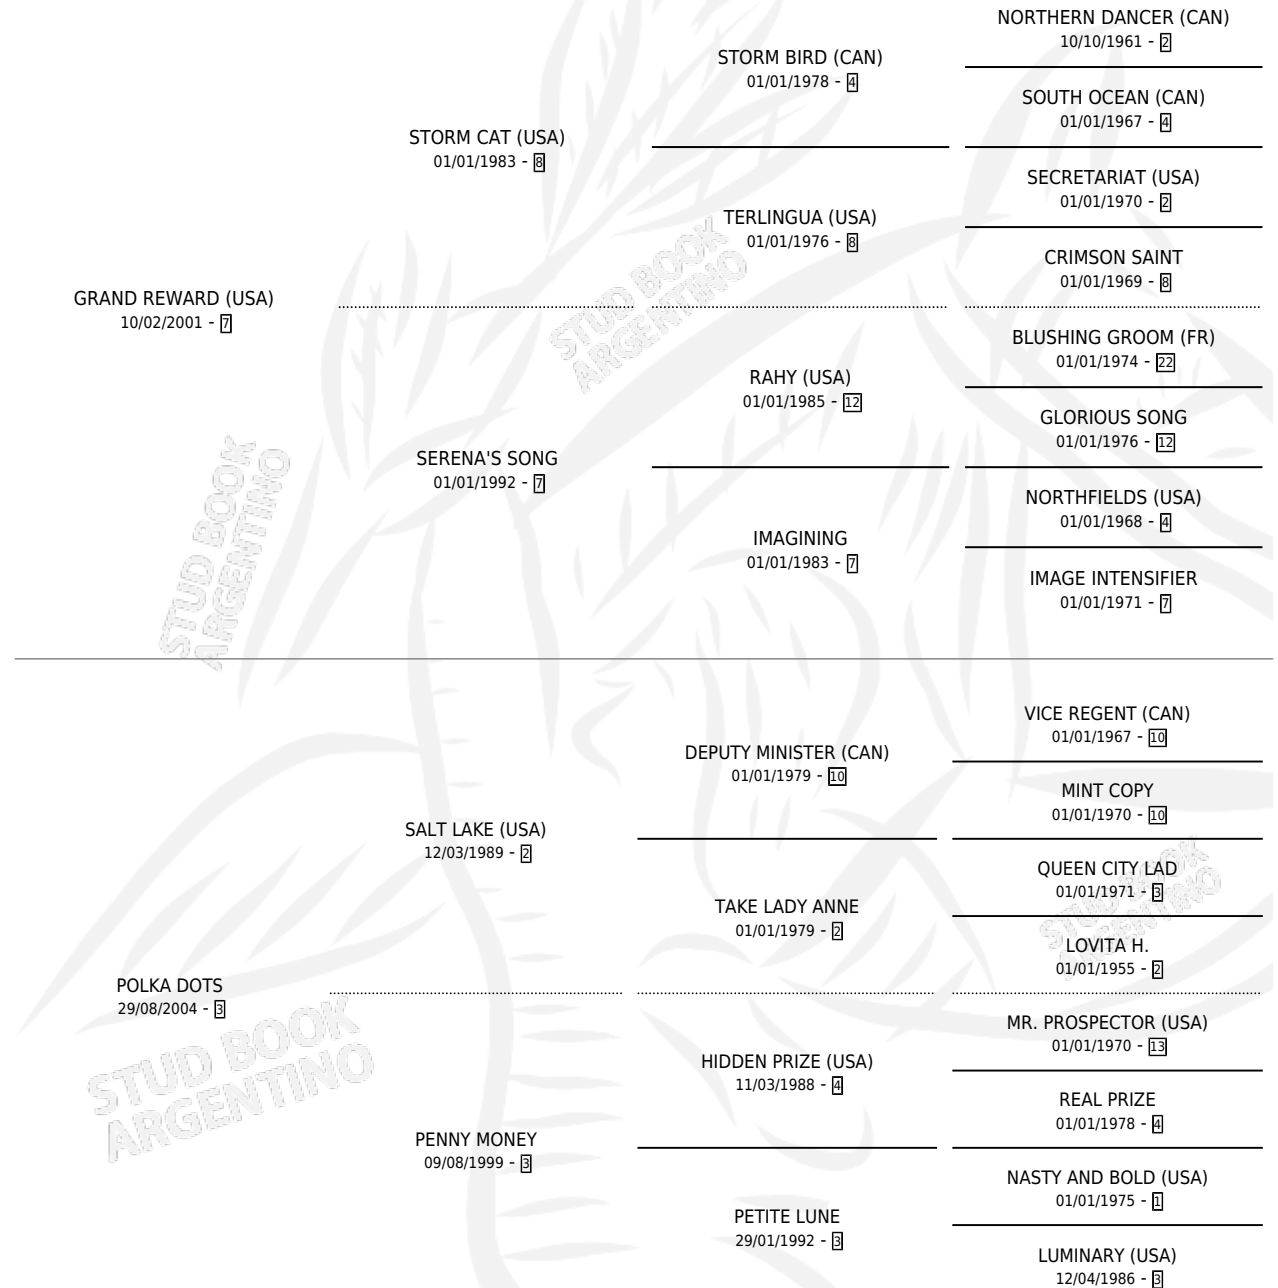 NORTHERN DANCER (CAN)
10/10/1961 - 2
STORM BIRD (CAN)
01/01/1978 - 4
SOUTH OCEAN (CAN)
01/01/1967 - 4
STORM CAT (USA)
01/01/1983 - 8
SECRETARIAT (USA)
01/01/1970 - 2
TERLINGUA (USA)
01/01/1976 - 8
CRIMSON SAINT
01/01/1969 - 8
GRAND REWARD (USA)
10/02/2001 - 7
BLUSHING GROOM (FR)
01/01/1974 - 22
RAHY (USA)
01/01/1985 - 12
GLORIOUS SONG
01/01/1976 - 12
SERENA'S SONG
01/01/1992 - 7
NORTHFIELDS (USA)
01/01/1968 - 4
IMAGINING
01/01/1983 - 7
IMAGE INTENSIFIER
01/01/1971 - 7
STUD BOOK
ARGENTINO
STUD BOOK
ARGENTINO
VICE REGENT (CAN)
01/01/1967 - 10
DEPUTY MINISTER (CAN)
01/01/1979 - 10
MINT COPY
01/01/1970 - 10
SALT LAKE (USA)
12/03/1989 - 2
QUEEN CITY LAD
01/01/1971 - 3
TAKE LADY ANNE
01/01/1979 - 2
LOVITA H.
01/01/1955 - 2
STUD BOOK
ARGENTINO
POLKA DOTS
29/08/2004 - 3
MR. PROSPECTOR (USA)
01/01/1970 - 13
HIDDEN PRIZE (USA)
11/03/1988 - 4
REAL PRIZE
01/01/1978 - 4
STUD BOOK
ARGENTINO
PENNY MONEY
09/08/1999 - 3
NASTY AND BOLD (USA)
01/01/1975 - 1
PETITE LUNE
29/01/1992 - 3
LUMINARY (USA)
12/04/1986 - 3